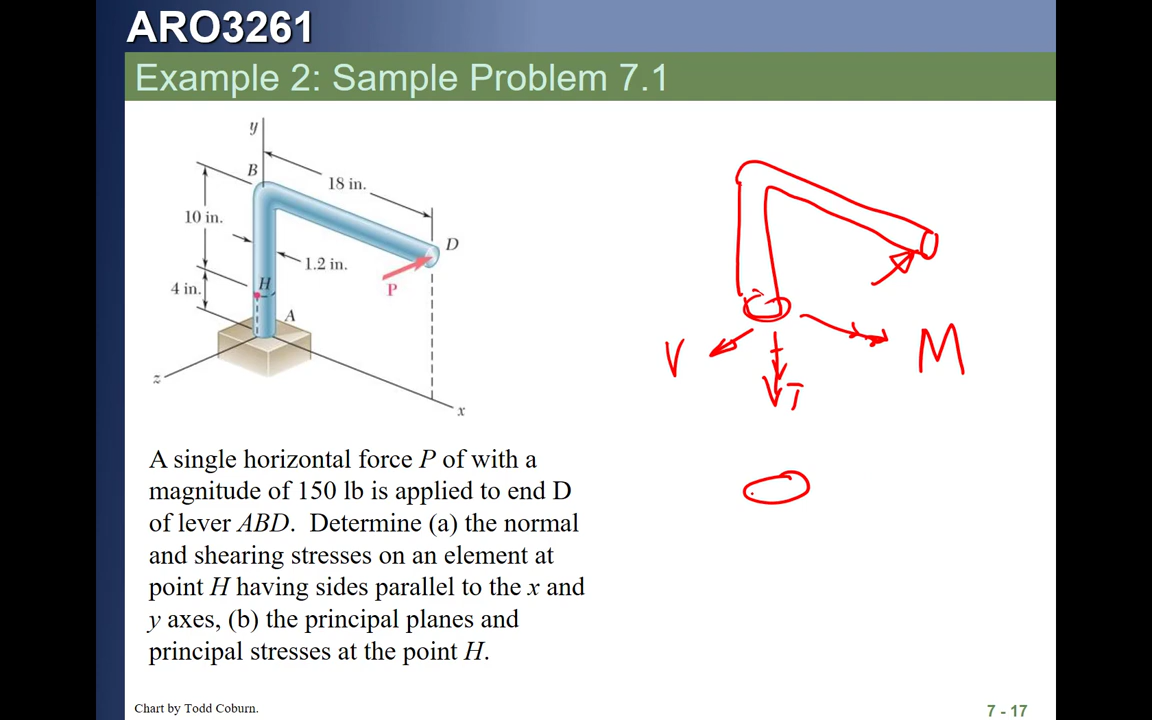 ARO3261
Example 2: Sample Problem 7.1
y
B
18 in.
10 in.
D
1.2 in.
P
H
4 in.
A
z
x
V
M
T
A single horizontal force P of with a
magnitude of 150 lb is applied to end D
of lever ABD.  Determine (a) the normal
and shearing stresses on an element at
point H having sides parallel to the x and
y axes, (b) the principal planes and
principal stresses at the point H.
Chart by Todd Coburn.
7 - 17